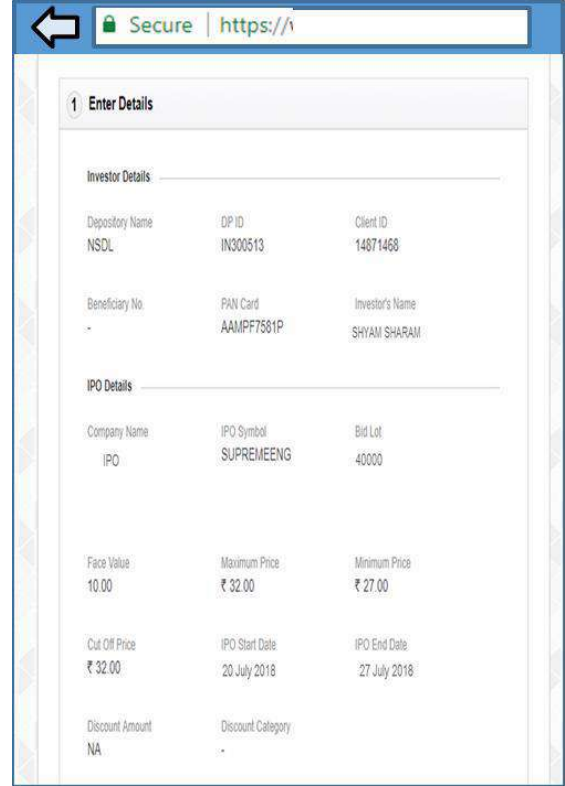 Secure | https://
1 Enter Details
Investor Details
Depository Name DP ID Client ID
NSDL IN300513 14871468
Beneficiary No. PAN Card Investor's Name
- AAMPF7581P SHYAM SHARAM
IPO Details
Company Name IPO Symbol Bid Lot
IPO SUPREMEENG 40000
Face Value Maximum Price Minimum Price
10.00 ₹ 32.00 ₹ 27.00
Cut Off Price IPO Start Date IPO End Date
₹ 32.00 20 July 2018 27 July 2018
Discount Amount Discount Category
NA -